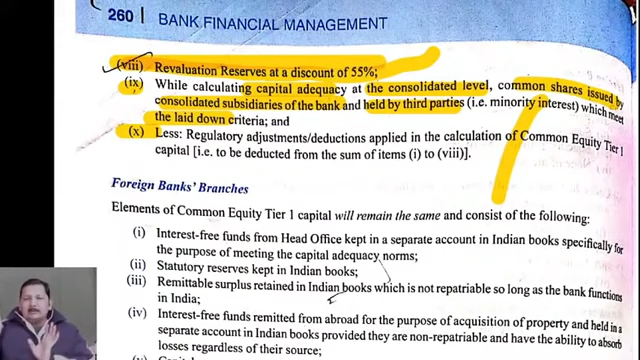 260 | BANK FINANCIAL MANAGEMENT
(viii) Revaluation Reserves at a discount of 55%;
(ix) While calculating capital adequacy at the consolidated level, common shares issued by
consolidated subsidiaries of the bank and held by third parties (i.e. minority interest) which meet
the laid down criteria; and
(x) Less: Regulatory adjustments/deductions applied in the calculation of Common Equity Tier 1
capital [i.e. to be deducted from the sum of items (i) to (viii)].
Foreign Banks' Branches
Elements of Common Equity Tier 1 capital will remain the same and consist of the following:
(i) Interest-free funds from Head Office kept in a separate account in Indian books specifically for
the purpose of meeting the capital adequacy norms;
(ii) Statutory reserves kept in Indian books;
(iii) Remittable surplus retained in Indian books which is not repatriable so long as the bank functions
in India;
(iv) Interest-free funds remitted from abroad for the purpose of acquisition of property and held in a
separate account in Indian books provided they are non-repatriable and have the ability to absorb
losses regardless of their source;